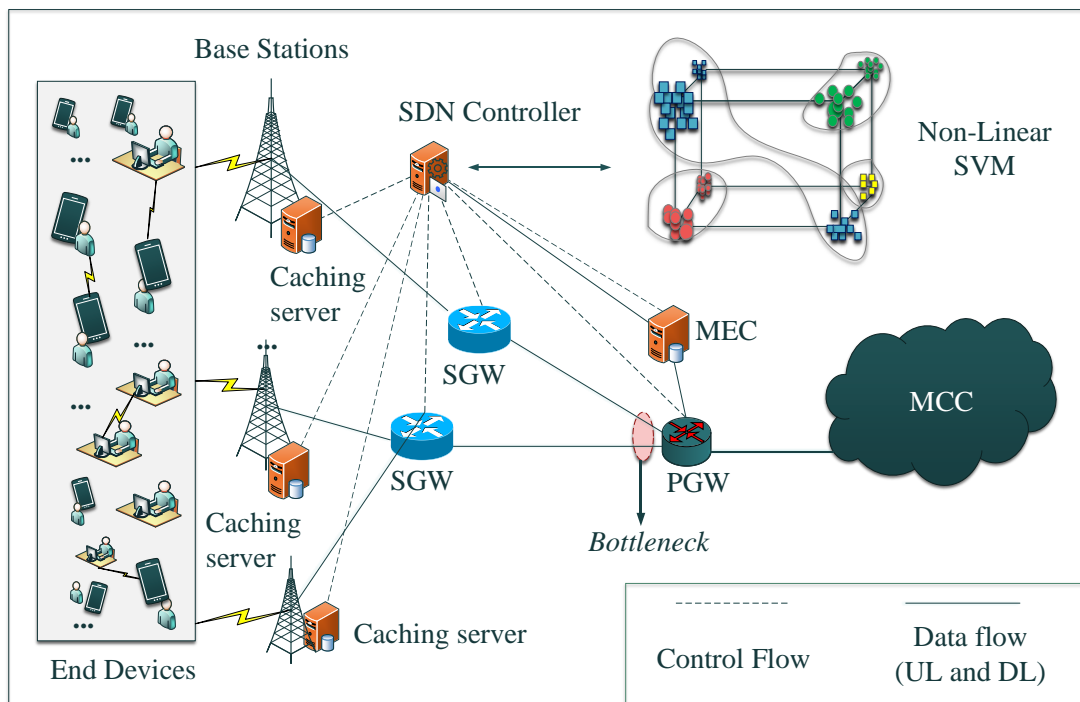 Base Stations
SDN Controller
Non-Linear
SVM
Caching
server
MEC
SGW
MCC
SGW
PGW
Caching
server
Bottleneck
Caching server
End Devices
Control Flow
Data flow
(UL and DL)